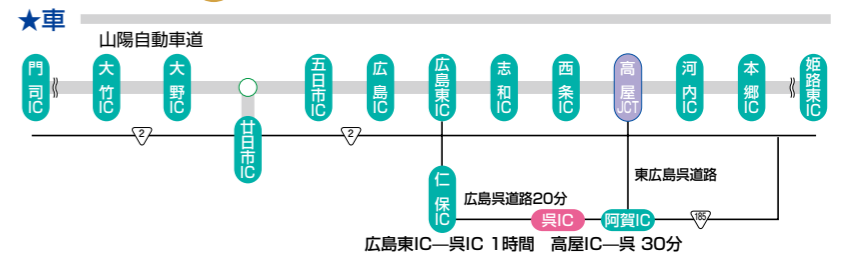 ★車
山陽自動車道
門司IC
大竹IC
大野IC
五日市IC
広島IC
広島東IC
志和IC
西条IC
高屋JCT
河内IC
本郷IC
姫路東IC
廿日市IC
2
2
仁保IC
広島呉道路20分
東広島呉道路
呉IC
阿賀IC
185
広島東IC―呉IC 1時間 高屋IC―呉 30分